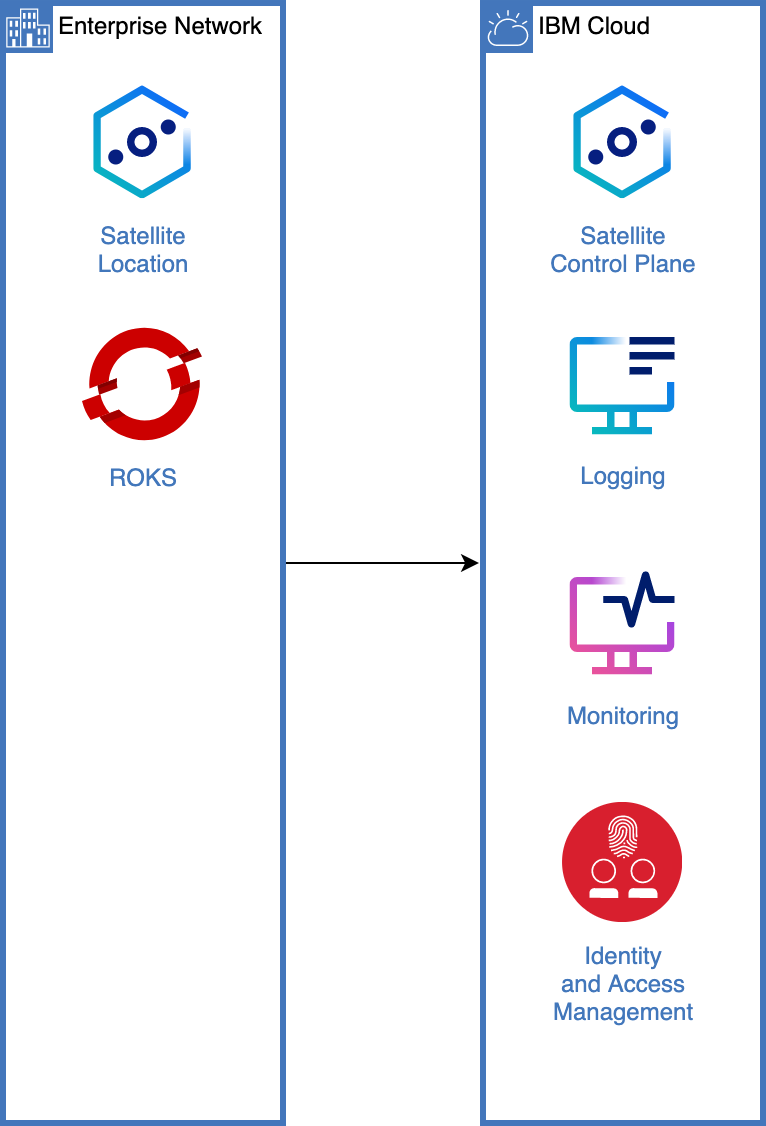 Enterprise Network
Satellite
Location
ROKS
IBM Cloud
Satellite
Control Plane
Logging
Monitoring
Identity
and Access
Management